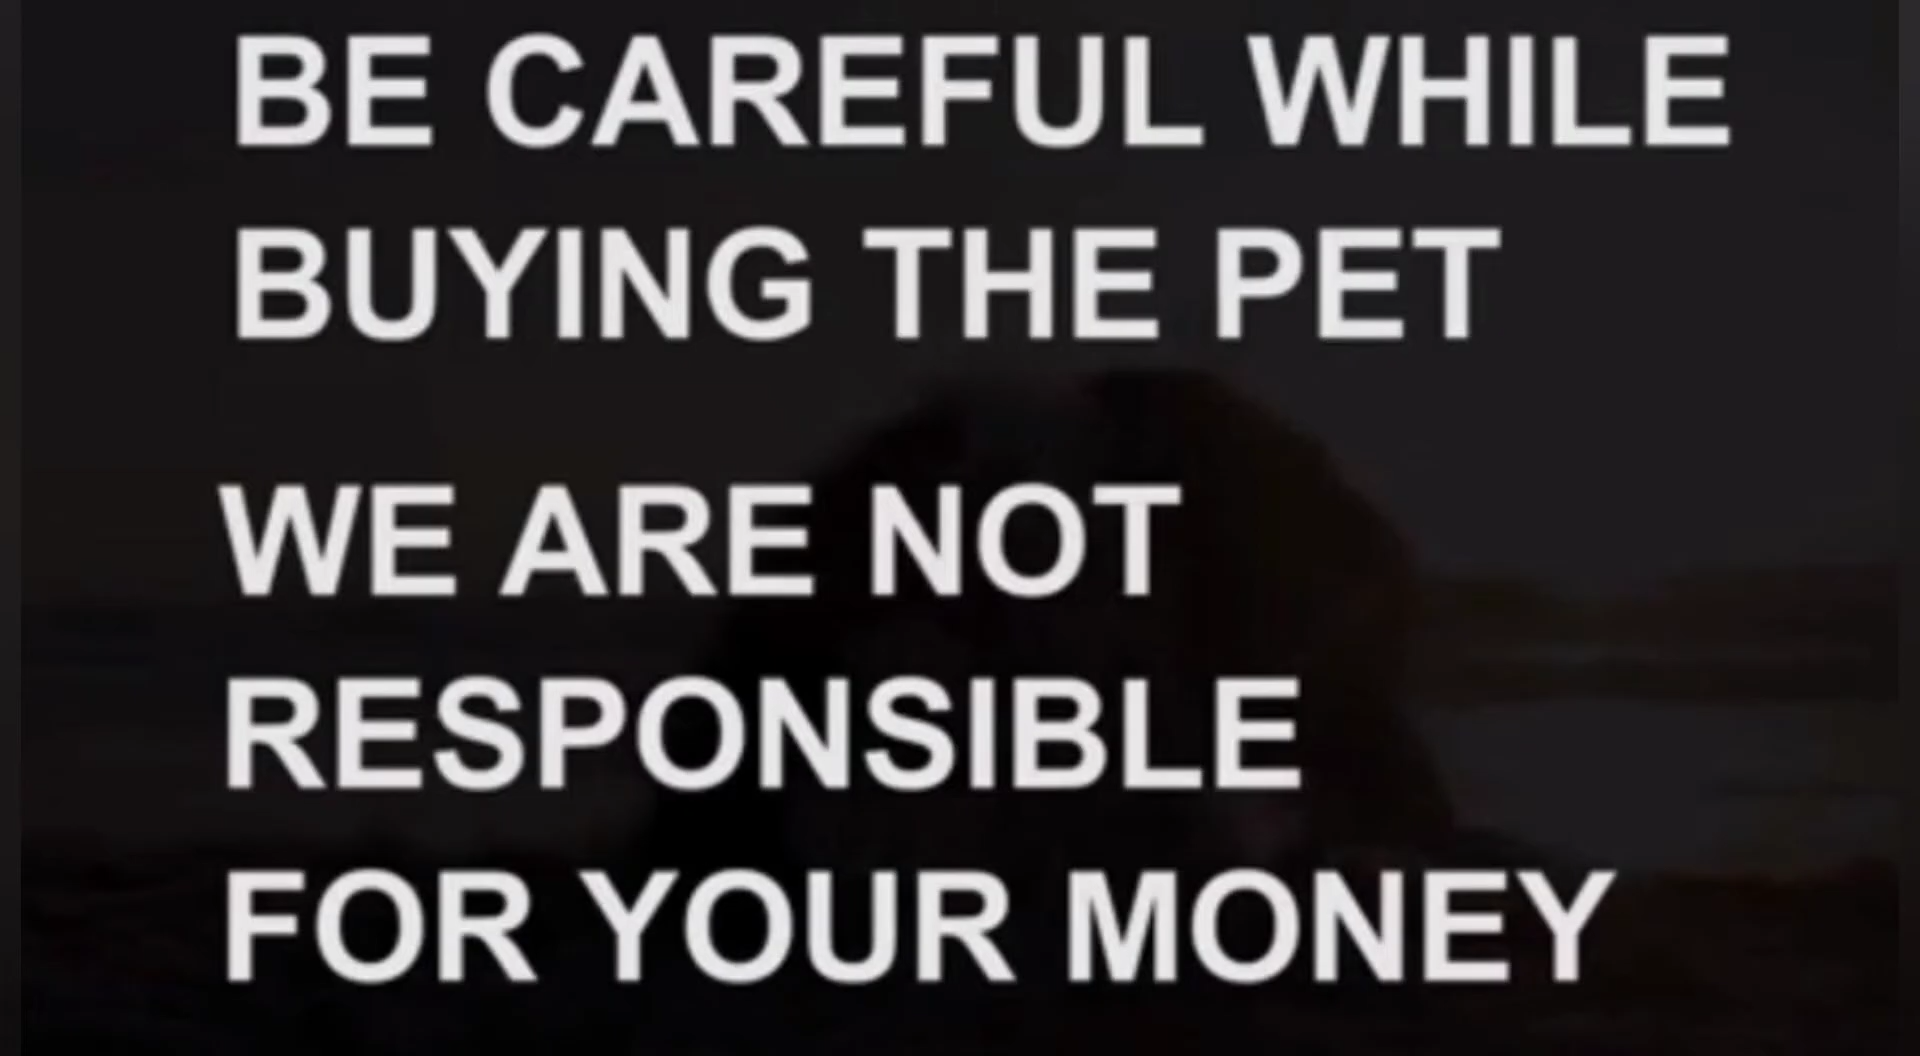 BE CAREFUL WHILE
BUYING THE PET
WE ARE NOT
RESPONSIBLE
FOR YOUR MONEY